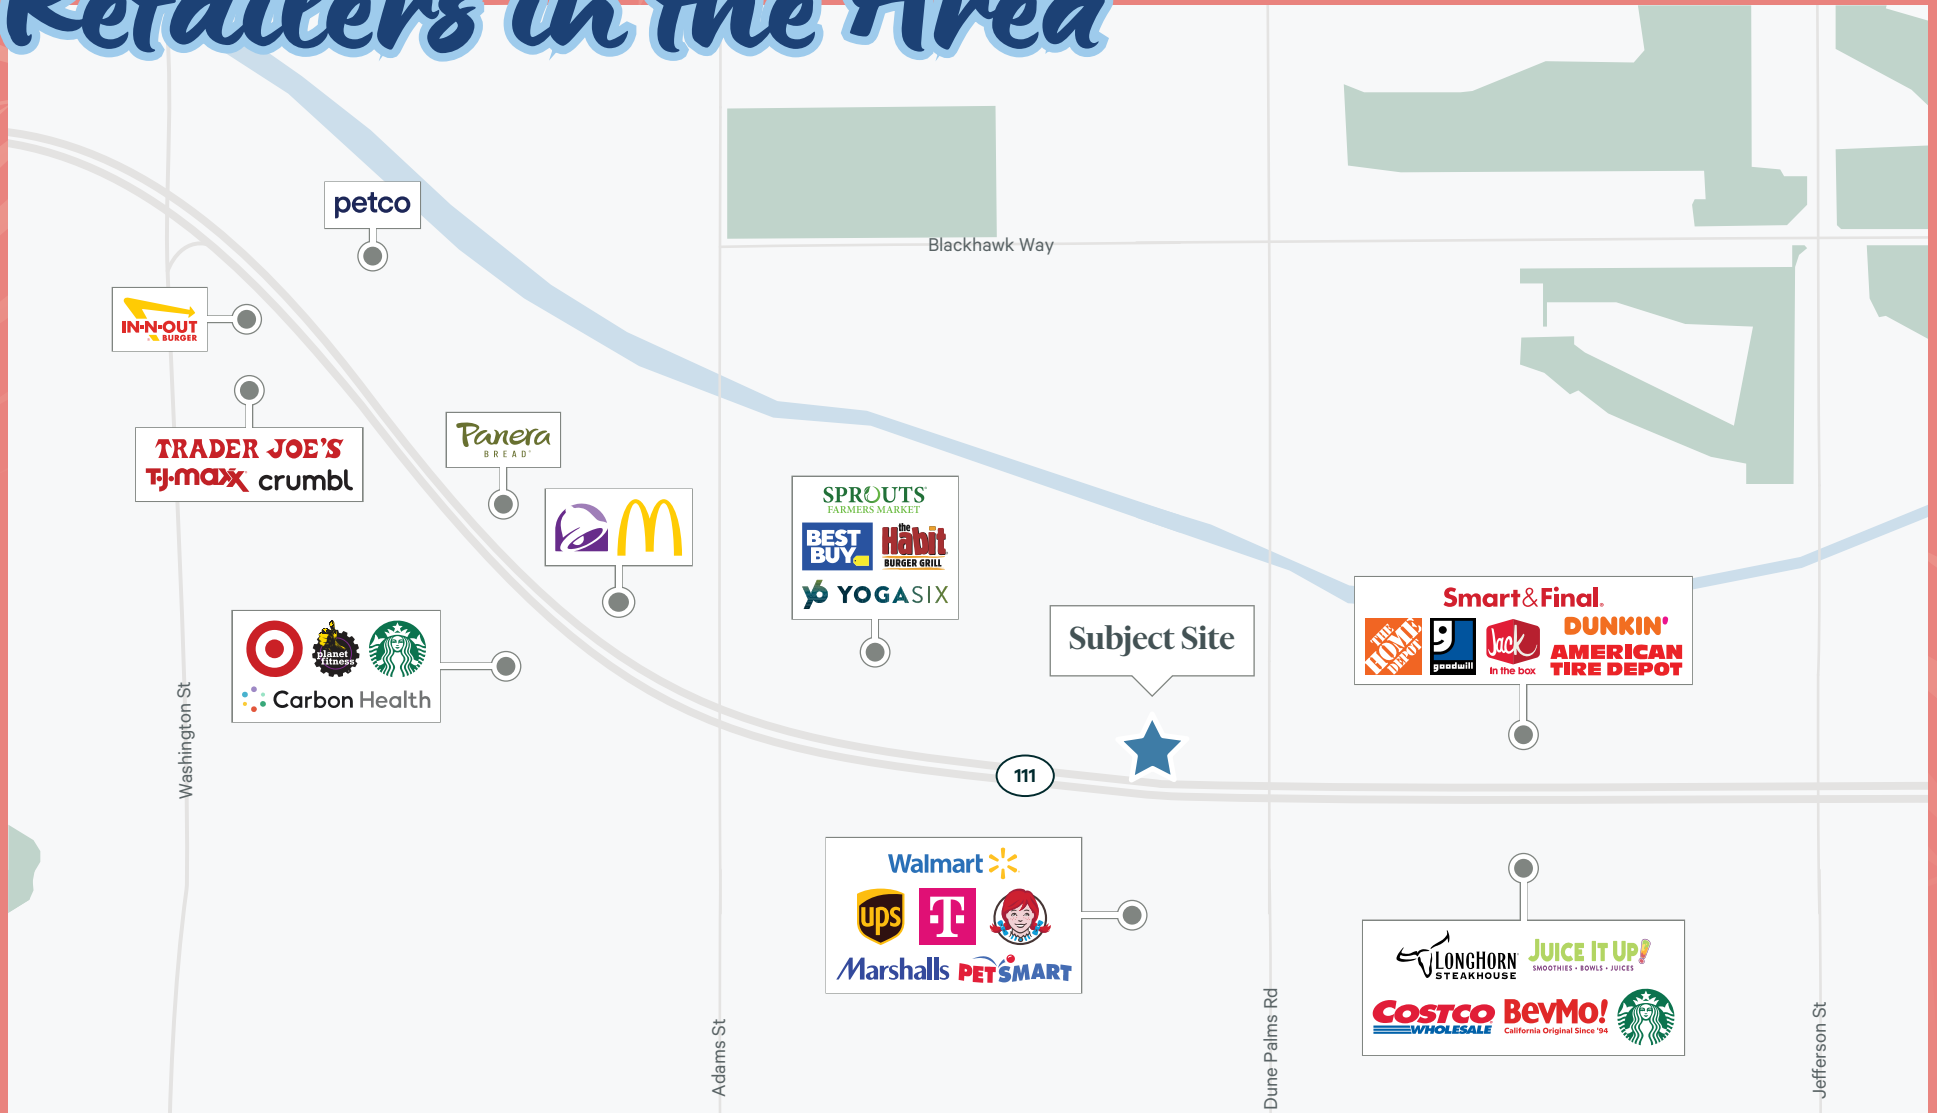 Retailers in the Area
petco
Blackhawk Way
IN-N-OUT
BURGER
TRADER JOE'S
T·J·maxx crumbl
Panera
BREAD
SPROUTS
FARMERS MARKET
BEST
BUY
the
Habit
BURGER GRILL
YOGASIX
planet
fitness
Carbon Health
Subject Site
Smart&Final.
THE
HOME
DEPOT
g
goodwill
Jack
in the box
DUNKIN'
AMERICAN
TIRE DEPOT
Washington St
111
Walmart
ups
T
Marshalls PETSMART
LONGHORN
STEAKHOUSE
JUICE IT UP!
SMOOTHIES • BOWLS • JUICES
COSTCO
WHOLESALE
BevMo!
California Original Since '94
Adams St
Dune Palms Rd
Jefferson St